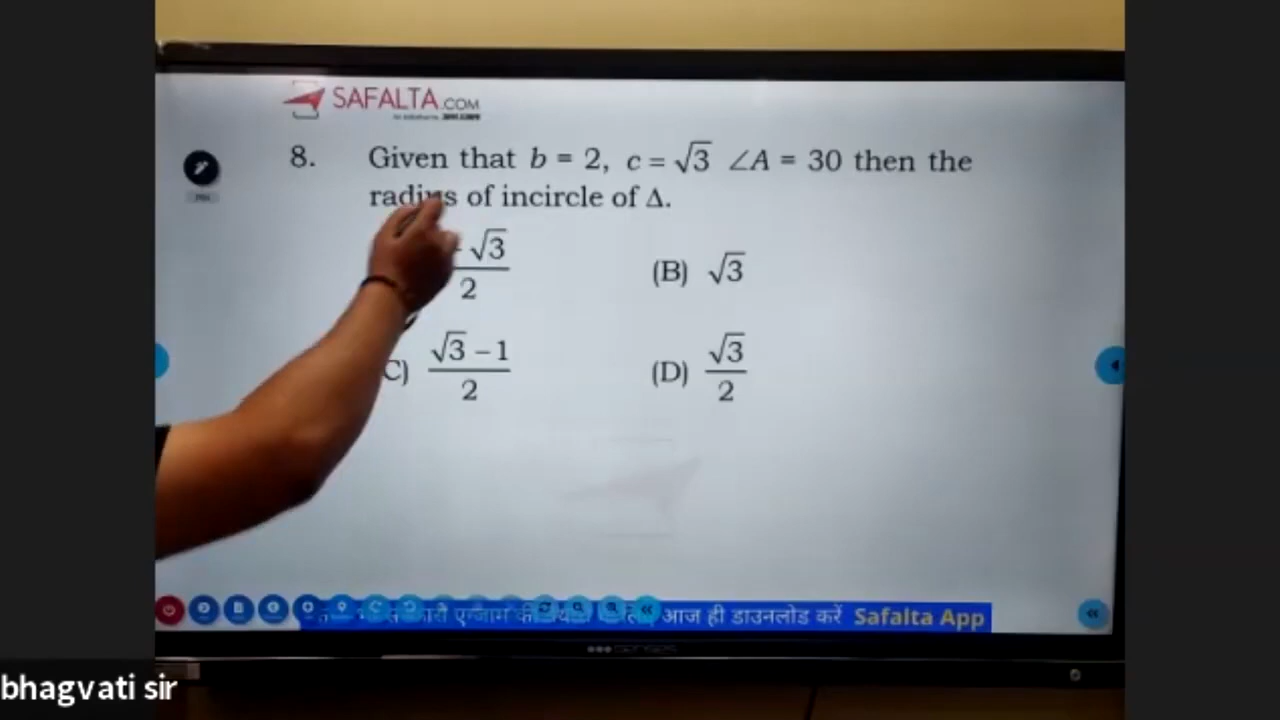 SAFALTA.COM
8. Given that b = 2, c = √3 ∠A = 30 then the
radius of incircle of Δ.
√3 / 2
(B) √3
C) (√3 – 1) / 2
(D) √3 / 2
आज ही डाउनलोड करें Safalta App
bhagvati sir